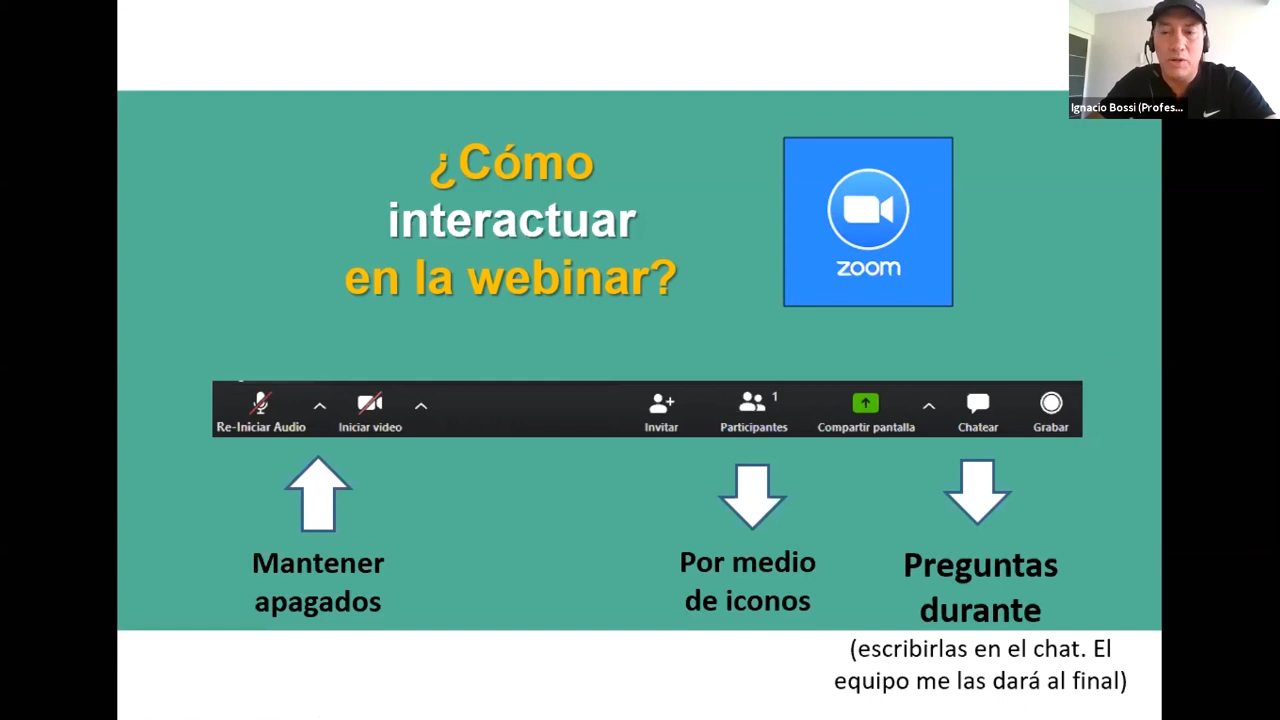 Ignacio Bossi (Profes...
¿Cómo
interactuar
en la webinar?
zoom
1
Re-Iniciar Audio
Iniciar video
Invitar
Participantes
Compartir pantalla
Chatear
Grabar
Mantener
apagados
Por medio
de iconos
Preguntas
durante
(escribirlas en el chat. El
equipo me las dará al final)